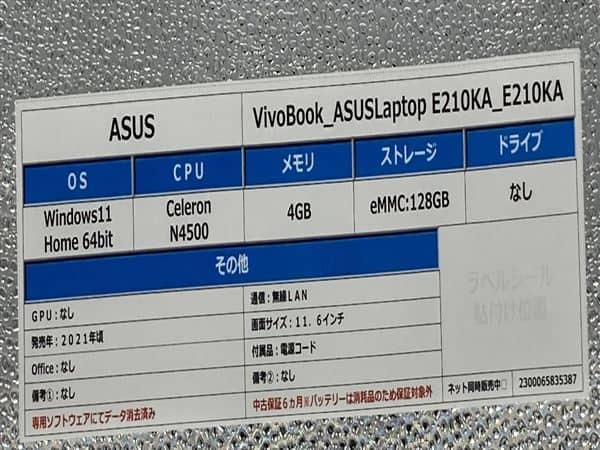 ASUS
VivoBook_ASUSLaptop E210KA_E210KA
OS
CPU
メモリ
ストレージ
ドライブ
Windows11
Home 64bit
Celeron
N4500
4GB
eMMC:128GB
なし
その他
GPU:なし
発売年:2021年頃
Office:なし
備考①:なし
専用ソフトウェアにてデータ消去済み
通信:無線LAN
画面サイズ:11.6インチ
付属品:電源コード
備考②:なし
中古保証6ヵ月※バッテリーは消耗品のため保証対象外
ラベルシール
貼付け位置
ネット同時販売中□
2300065835387